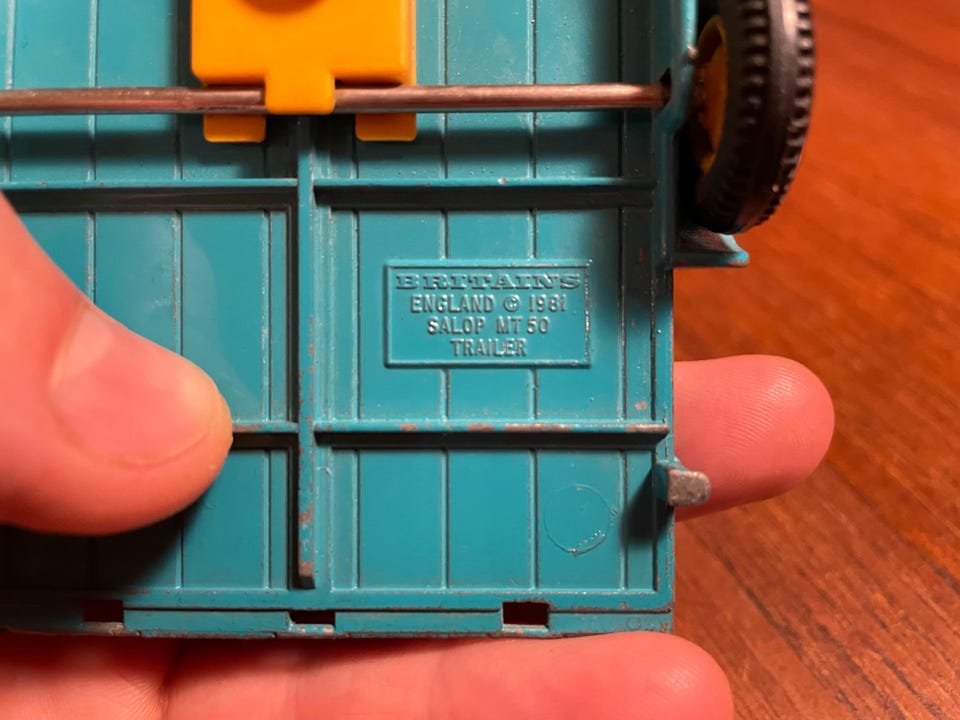 BRITAINS
ENGLAND © 1981
SALOP MT 50
TRAILER